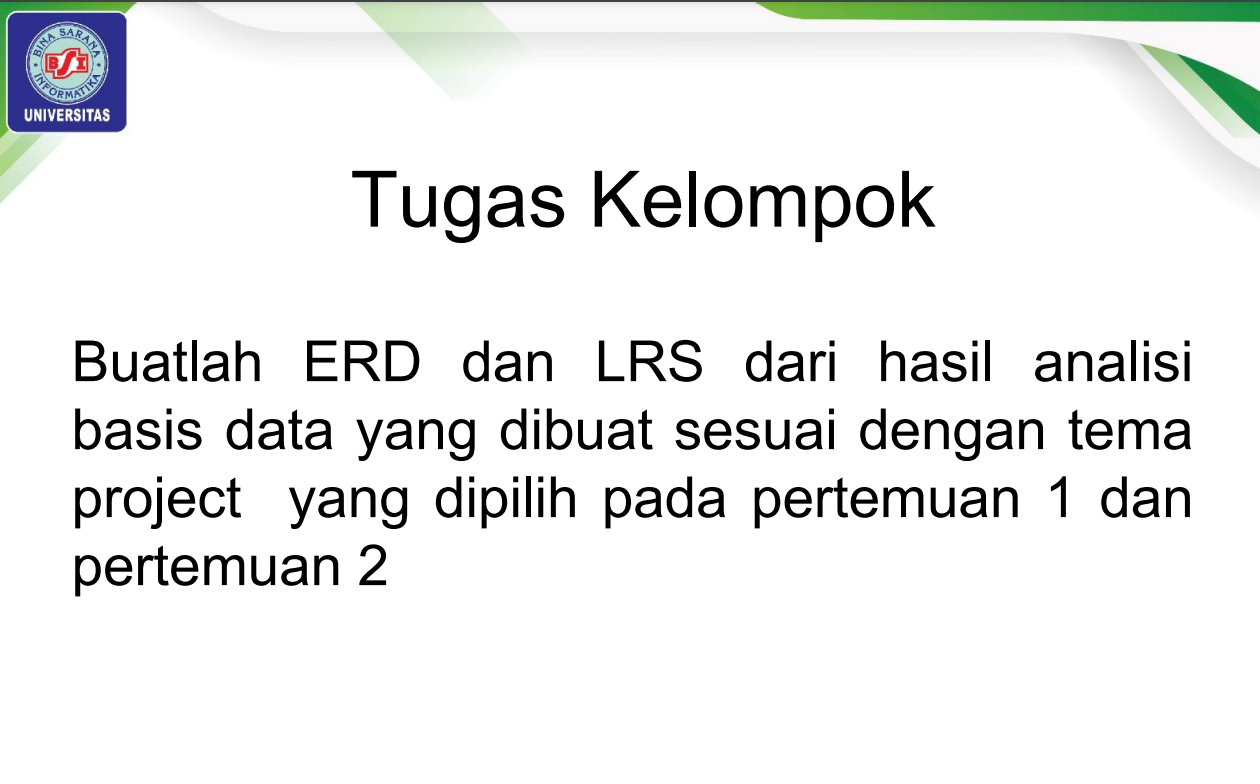 BINA SARANA
BSI
INFORMATIKA
UNIVERSITAS
Tugas Kelompok
Buatlah ERD dan LRS dari hasil analisi
basis data yang dibuat sesuai dengan tema
project yang dipilih pada pertemuan 1 dan
pertemuan 2